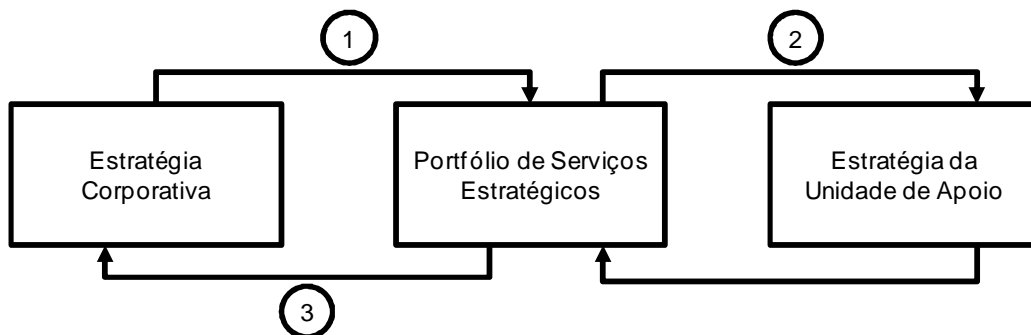 1
2
Estratégia
Corporativa
Portfólio de Serviços
Estratégicos
Estratégia da
Unidade de Apoio
3